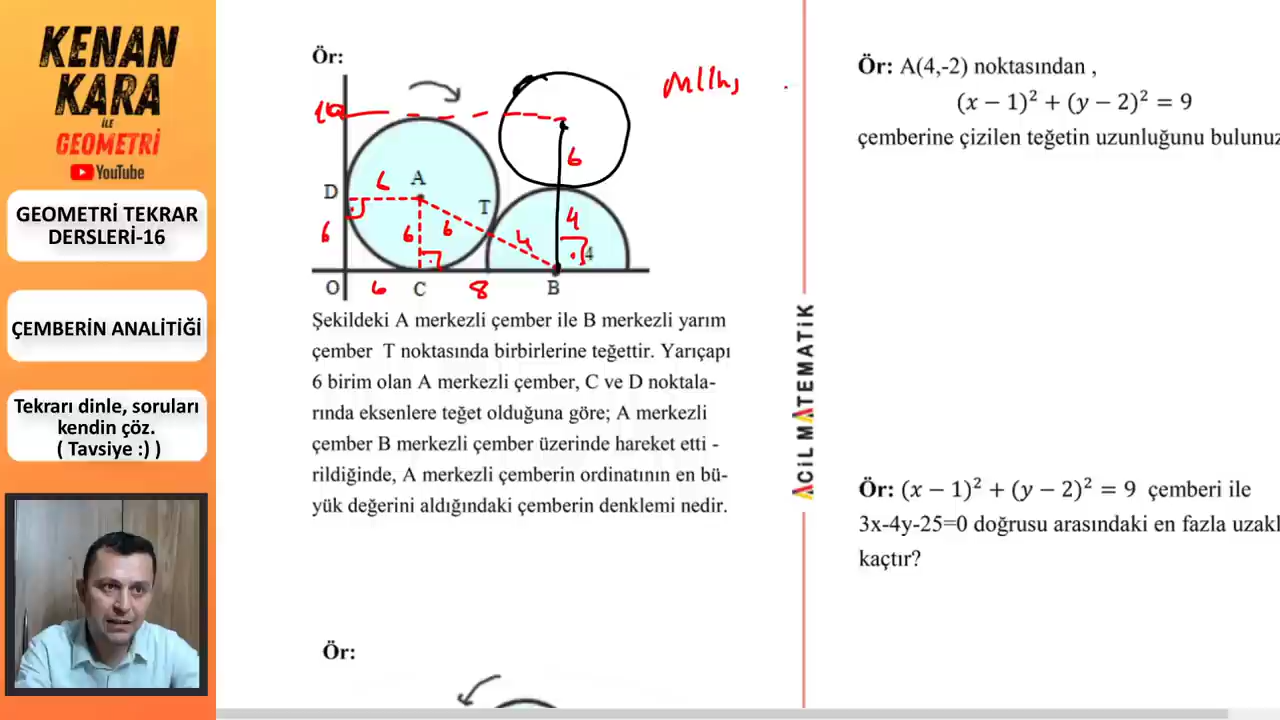 KENAN
KARA
İLE
GEOMETRİ
YouTube
GEOMETRİ TEKRAR
DERSLERİ-16
ÇEMBERİN ANALİTİĞİ
Tekrarı dinle, soruları
kendin çöz.
( Tavsiye :) )
Ör:
D
6
A
T
6
6
6
4
6
4
4
O
6
C
8
B
Şekildeki A merkezli çember ile B merkezli yarım
çember T noktasında birbirlerine teğettir. Yarıçapı
6 birim olan A merkezli çember, C ve D noktala-
rında eksenlere teğet olduğuna göre; A merkezli
çember B merkezli çember üzerinde hareket etti -
rildiğinde, A merkezli çemberin ordinatının en bü-
yük değerini aldığındaki çemberin denklemi nedir.
Ör:
ACİL MATEMATİK
Ör: A(4,-2) noktasından ,
(x − 1)² + (y − 2)² = 9
çemberine çizilen teğetin uzunluğunu bulunuz
Ör: (x − 1)² + (y − 2)² = 9 çemberi ile
3x-4y-25=0 doğrusu arasındaki en fazla uzakl
kaçtır?